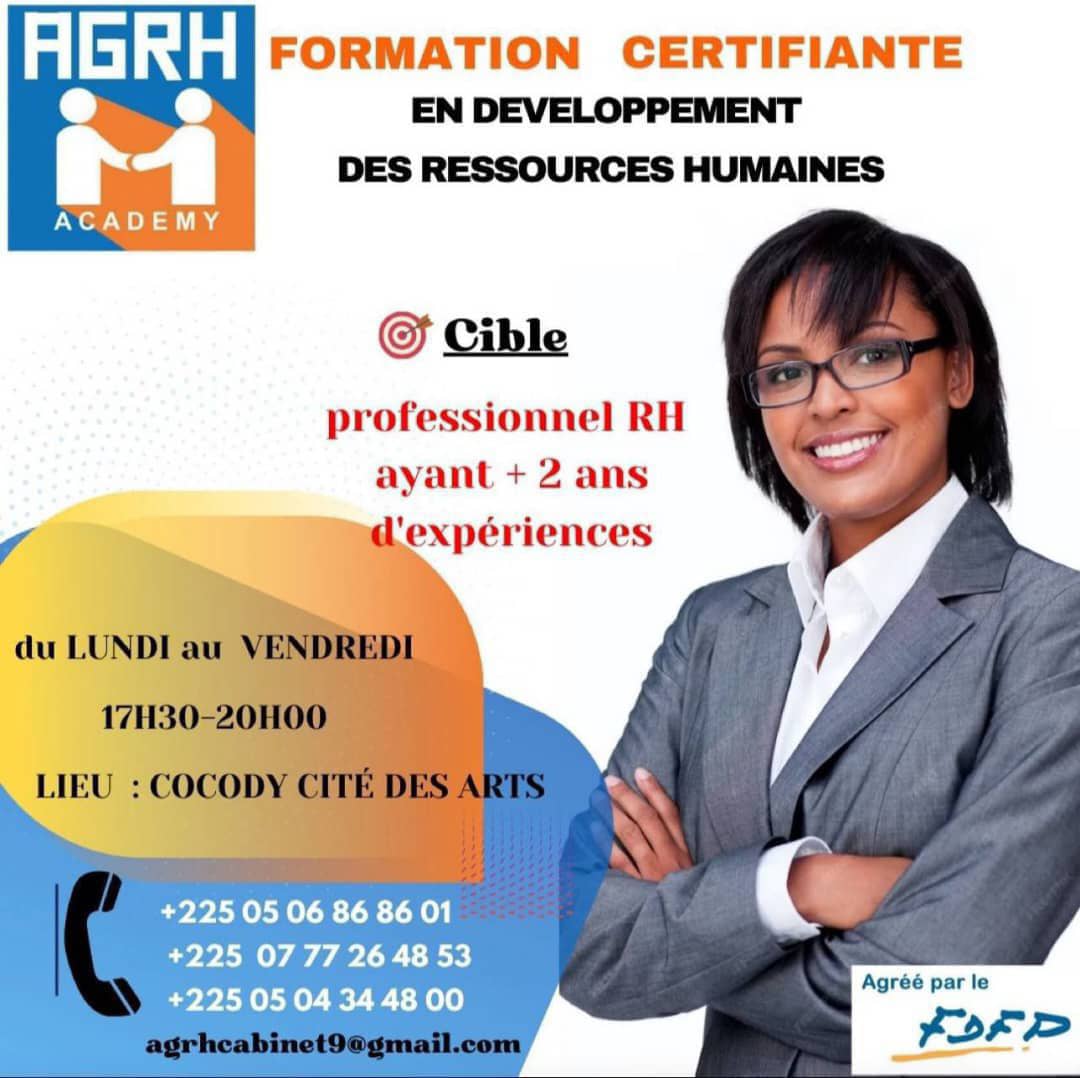 AGRH
ACADEMY
FORMATION CERTIFIANTE
EN DEVELOPPEMENT
DES RESSOURCES HUMAINES
Cible
professionnel RH
ayant + 2 ans
d'expériences
du LUNDI au VENDREDI
17H30-20H00
LIEU : COCODY CITÉ DES ARTS
+225 05 06 86 86 01
+225 07 77 26 48 53
+225 05 04 34 48 00
agrhcabinet9@gmail.com
Agréé par le
FDFP